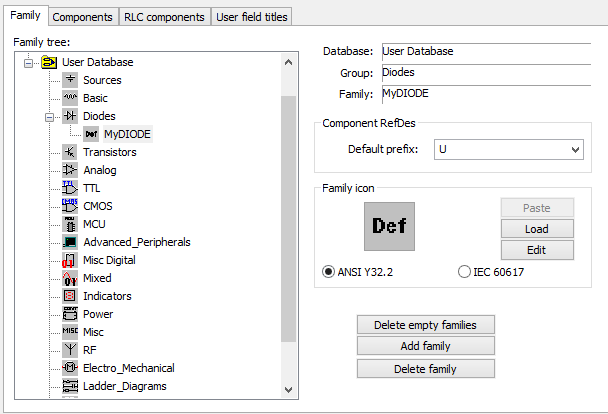 Family
Components
RLC components
User field titles
Family tree:
User Database
Sources
Basic
Diodes
Def MyDIODE
Transistors
Analog
TTL
CMOS
MCU
Advanced_Peripherals
Misc Digital
Mixed
Indicators
Power
MISC Misc
RF
Electro_Mechanical
Ladder_Diagrams
Database: User Database
Group: Diodes
Family: MyDIODE
Component RefDes
Default prefix: U
Family icon
Def
Paste
Load
Edit
ANSI Y32.2
IEC 60617
Delete empty families
Add family
Delete family